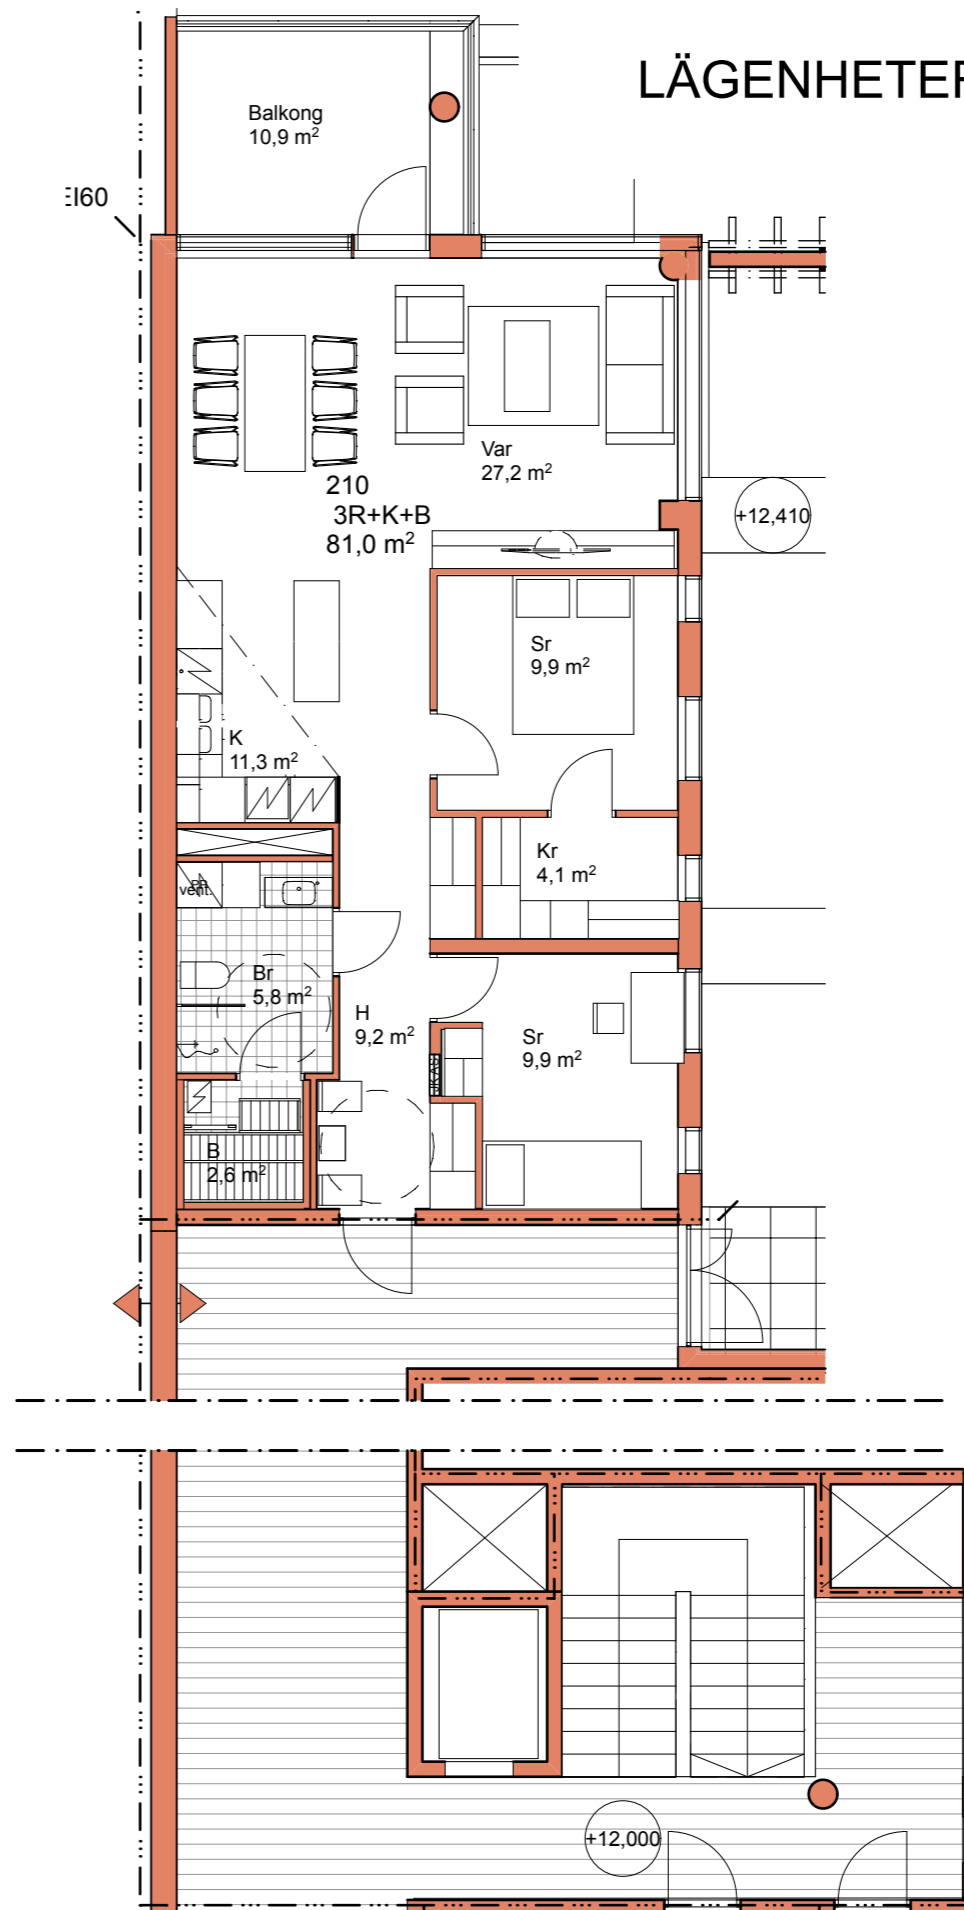 LÄGENHETER
Balkong
10,9 m²
EI60
Var
27,2 m²
210
3R+K+B
81,0 m²
+12,410
Sr
9,9 m²
K
11,3 m²
Kr
4,1 m²
vent.
Br
5,8 m²
H
9,2 m²
Sr
9,9 m²
B
2,6 m²
+12,000